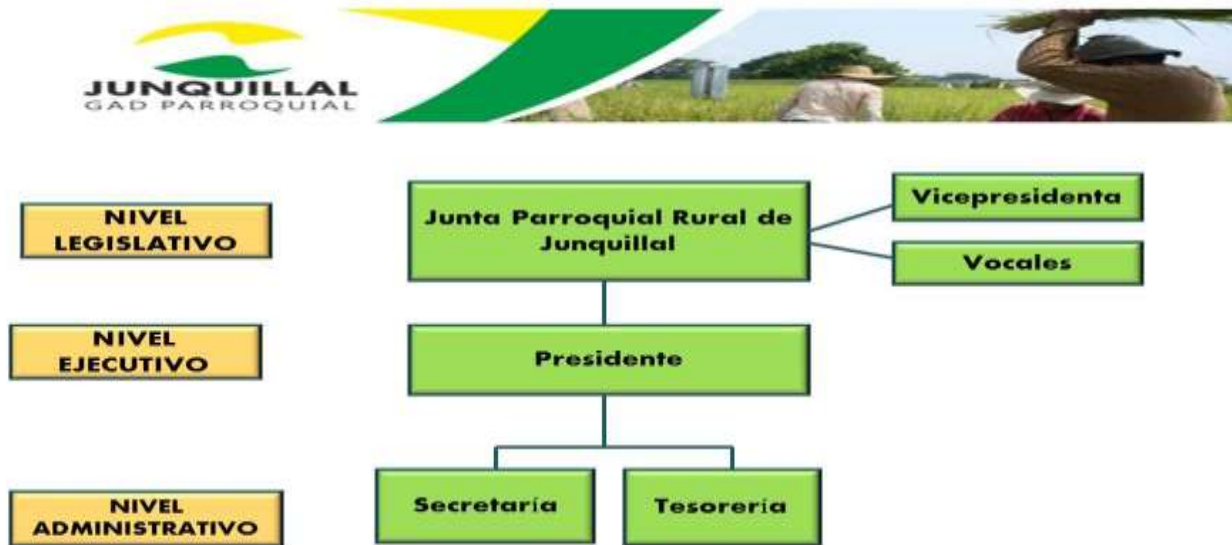 JUNQUILLAL
GAD PARROQUIAL
NIVEL
LEGISLATIVO
Junta Parroquial Rural de
Junquillal
Vicepresidenta
Vocales
NIVEL
EJECUTIVO
Presidente
NIVEL
ADMINISTRATIVO
Secretaría
Tesorería